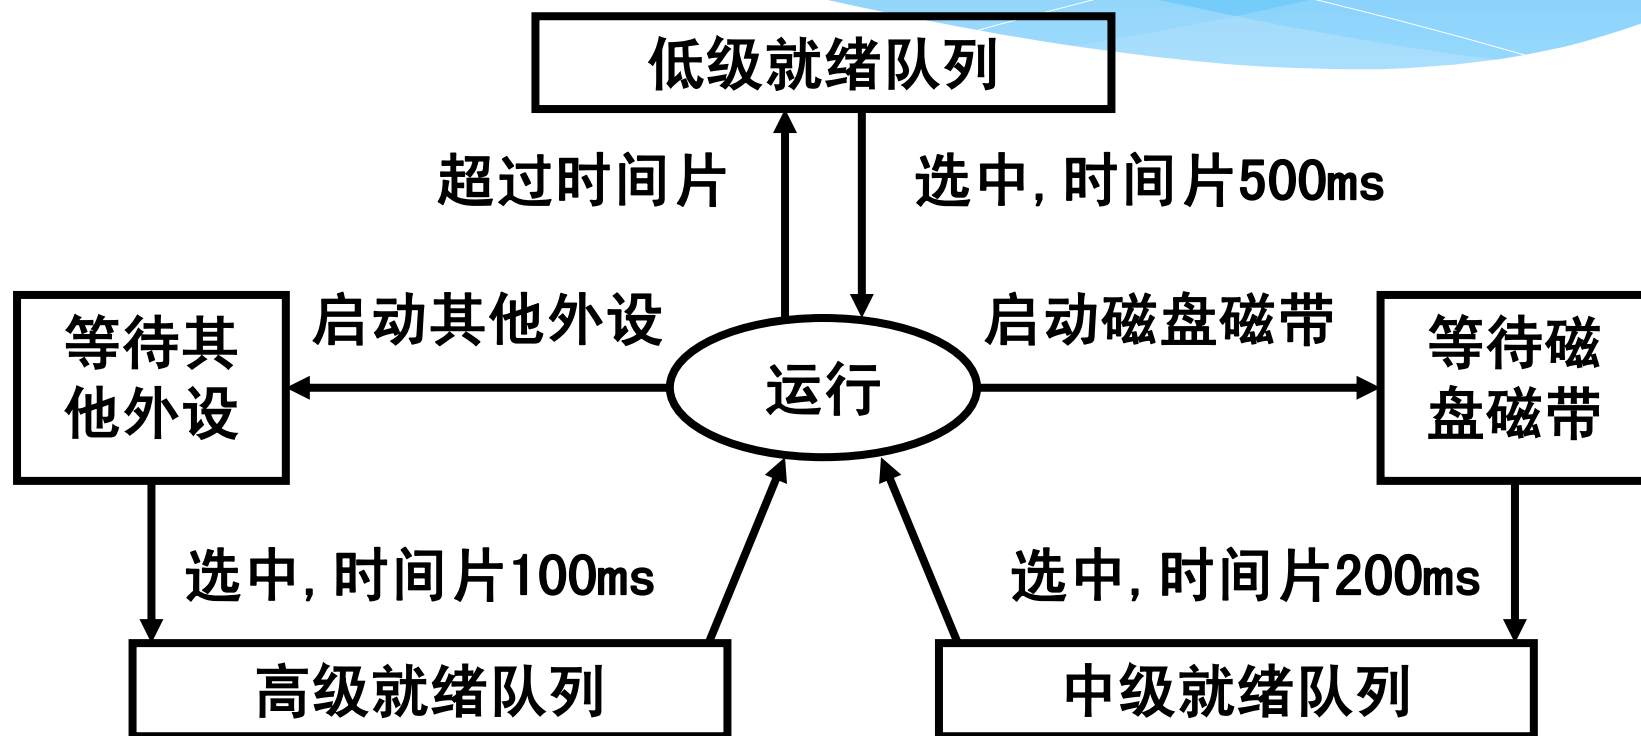 低级就绪队列
超过时间片
选中,时间片500ms
启动其他外设
启动磁盘磁带
等待其
他外设
运行
等待磁
盘磁带
选中,时间片100ms
选中,时间片200ms
高级就绪队列
中级就绪队列